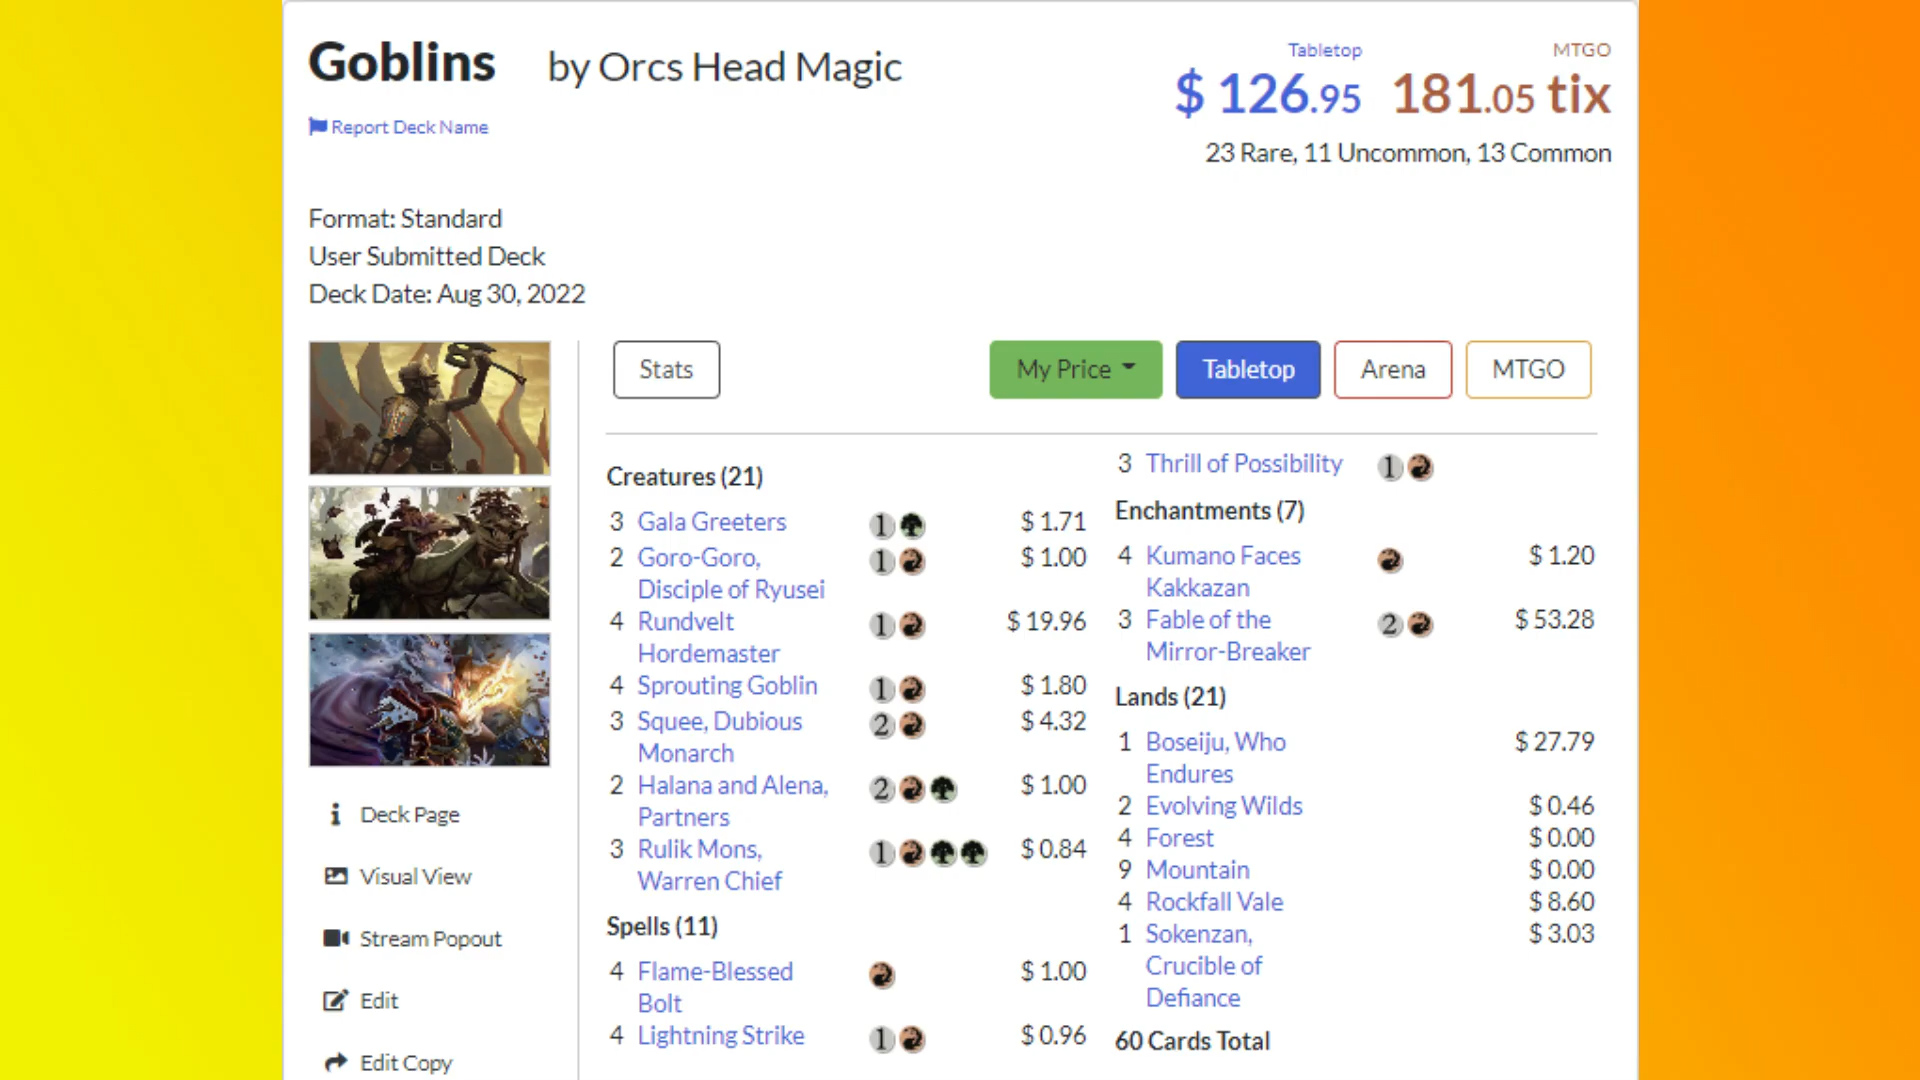 Goblins by Orcs Head Magic
Report Deck Name
Tabletop
$ 126.95
MTGO
181.05 tix
23 Rare, 11 Uncommon, 13 Common
Format: Standard
User Submitted Deck
Deck Date: Aug 30, 2022
Deck Page
Visual View
Stream Popout
Edit
Edit Copy
Stats
My Price
Tabletop
Arena
MTGO
Creatures (21)
3 Gala Greeters 1 $ 1.71
2 Goro-Goro, 1 $ 1.00
Disciple of Ryusei
4 Rundvelt 1 $ 19.96
Hordemaster
4 Sprouting Goblin 1 $ 1.80
3 Squee, Dubious 2 $ 4.32
Monarch
2 Halana and Alena, 2 $ 1.00
Partners
3 Rulik Mons, 1 $ 0.84
Warren Chief
Spells (11)
4 Flame-Blessed $ 1.00
Bolt
4 Lightning Strike 1 $ 0.96
3 Thrill of Possibility 1
Enchantments (7)
4 Kumano Faces $ 1.20
Kakkazan
3 Fable of the 2 $ 53.28
Mirror-Breaker
Lands (21)
1 Boseiju, Who $ 27.79
Endures
2 Evolving Wilds $ 0.46
4 Forest $ 0.00
9 Mountain $ 0.00
4 Rockfall Vale $ 8.60
1 Sokenzan, $ 3.03
Crucible of
Defiance
60 Cards Total